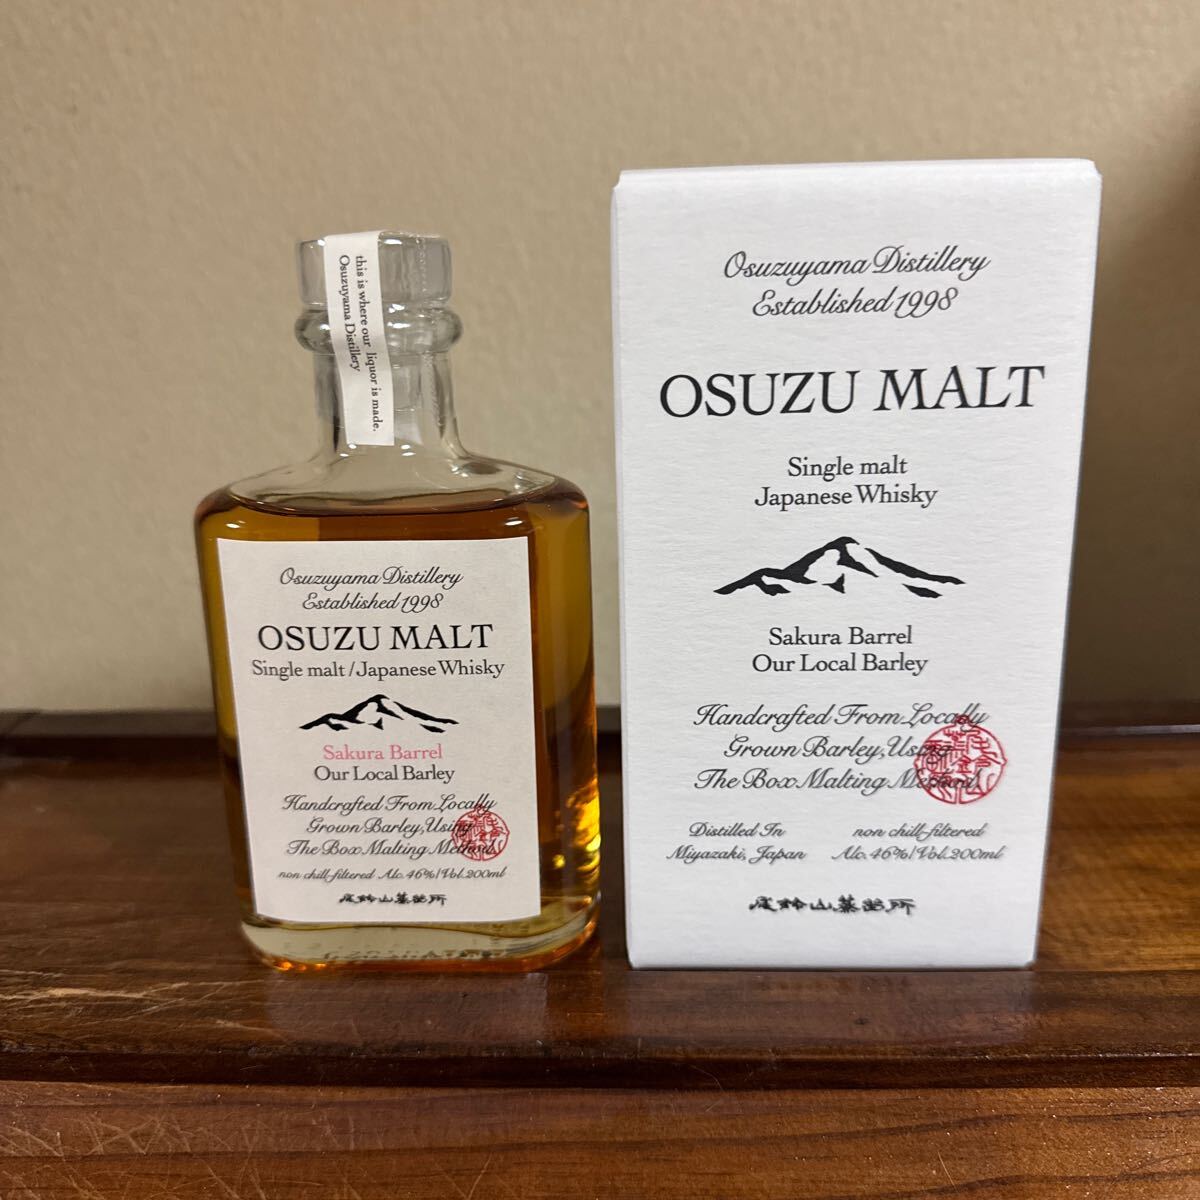 this is where our liquor is made.
Osuzuyama Distillery
Osuzuyama Distillery
Established 1998
OSUZU MALT
Single malt / Japanese Whisky
Sakura Barrel
Our Local Barley
Handcrafted From Locally
Grown Barley, Using
The Box Malting Method.
non chill-filtered Alc. 46% / Vol. 200ml
尾鈴山蒸留所
Osuzuyama Distillery
Established 1998
OSUZU MALT
Single malt
Japanese Whisky
Sakura Barrel
Our Local Barley
Handcrafted From Locally
Grown Barley, Using
The Box Malting Method.
Distilled In
Miyazaki, Japan
non chill-filtered
Alc. 46% / Vol. 200ml
尾鈴山蒸留所